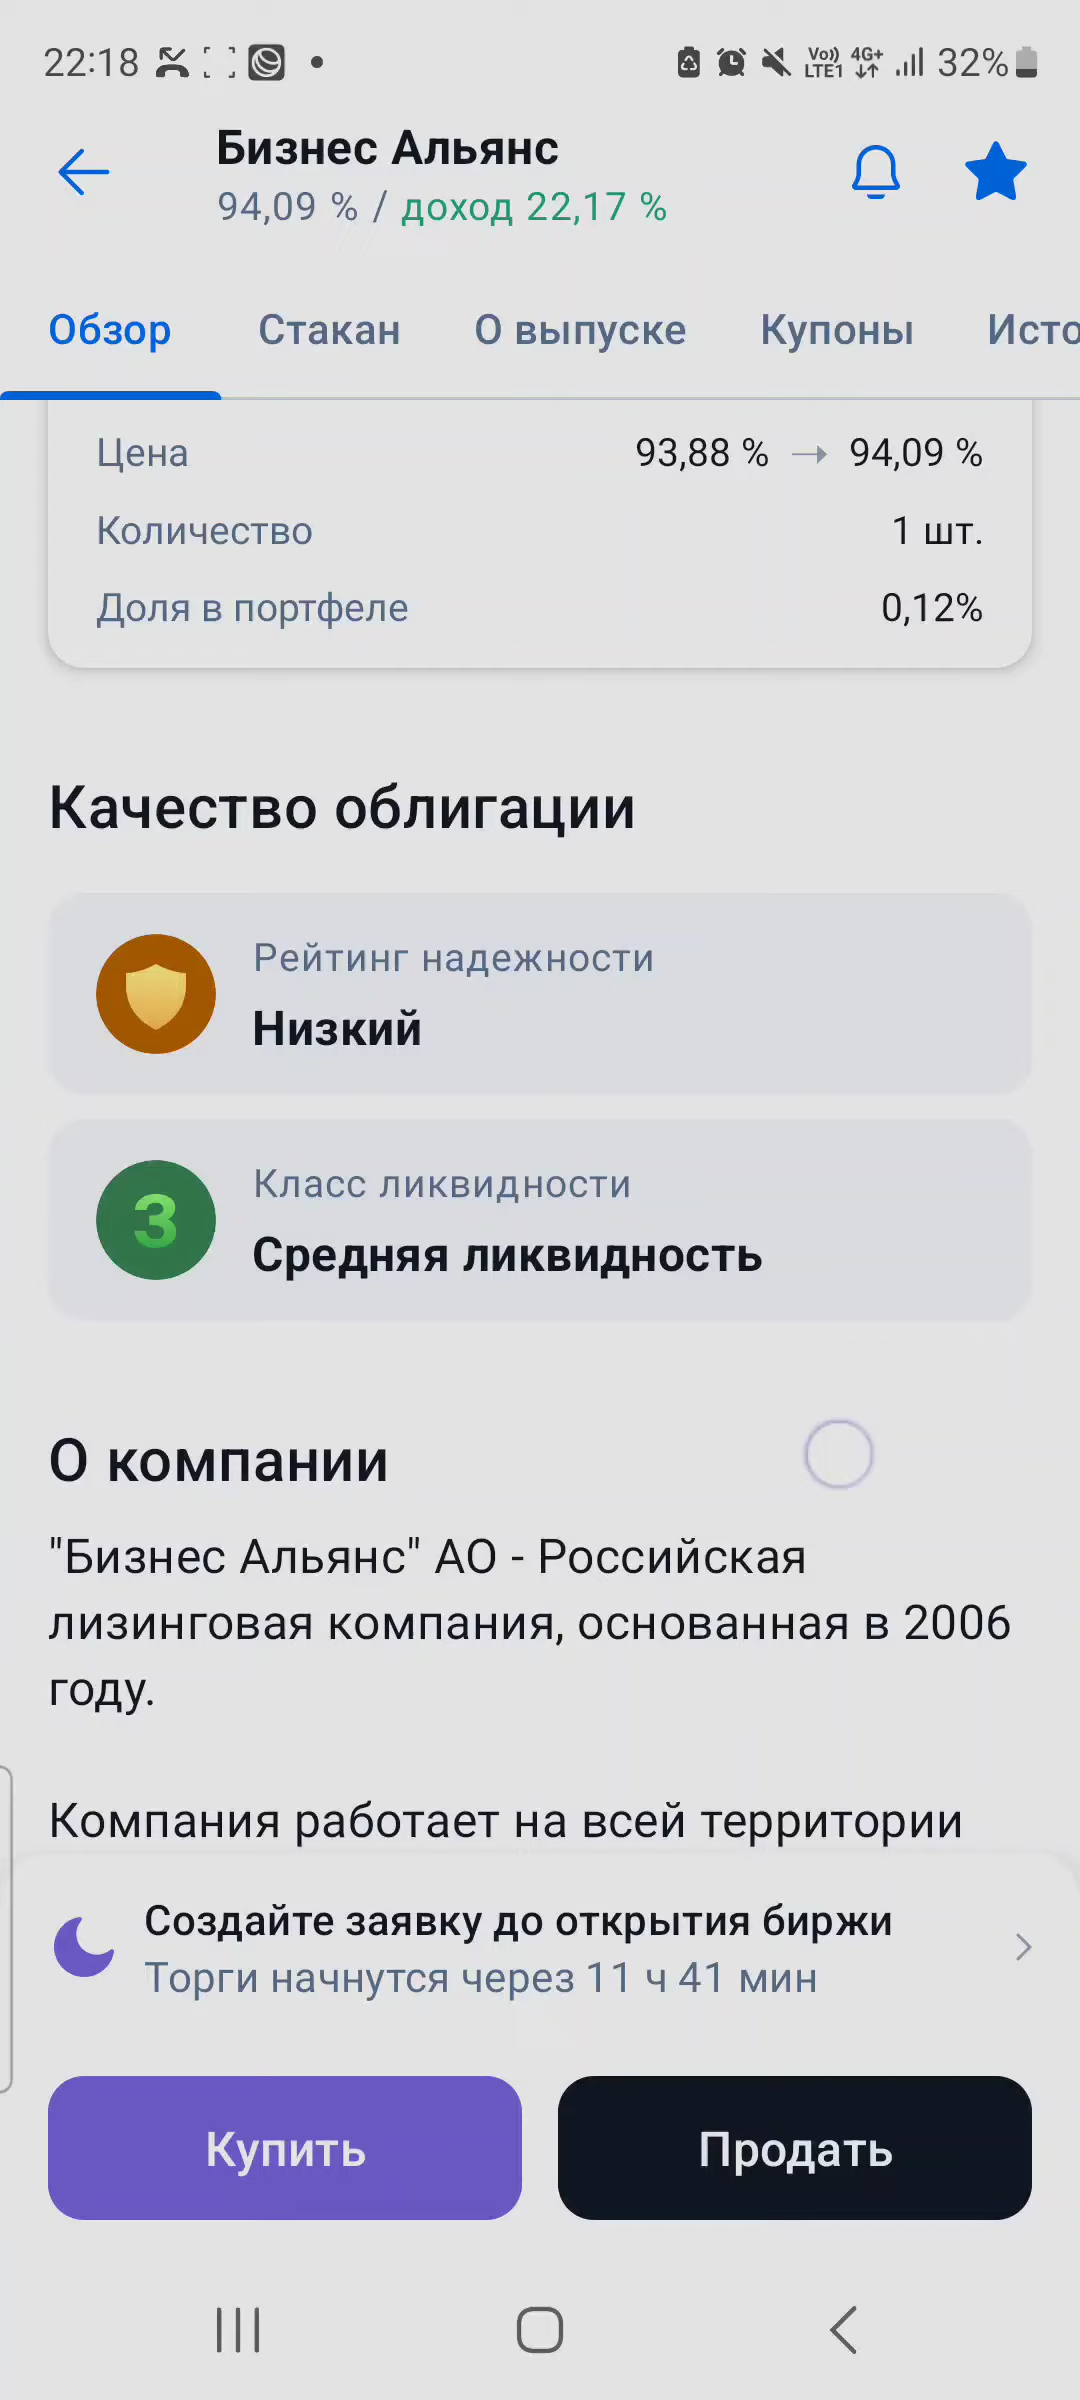 22:18
Vo)) LTE1 4G+ 32%
Бизнес Альянс
94,09 % / доход 22,17 %
Обзор Стакан О выпуске Купоны Исто
Цена 93,88 % → 94,09 %
Количество 1 шт.
Доля в портфеле 0,12%
Качество облигации
Рейтинг надежности
Низкий
3
Класс ликвидности
Средняя ликвидность
О компании
"Бизнес Альянс" АО - Российская
лизинговая компания, основанная в 2006
году.
Компания работает на всей территории
Создайте заявку до открытия биржи
Торги начнутся через 11 ч 41 мин
Купить Продать